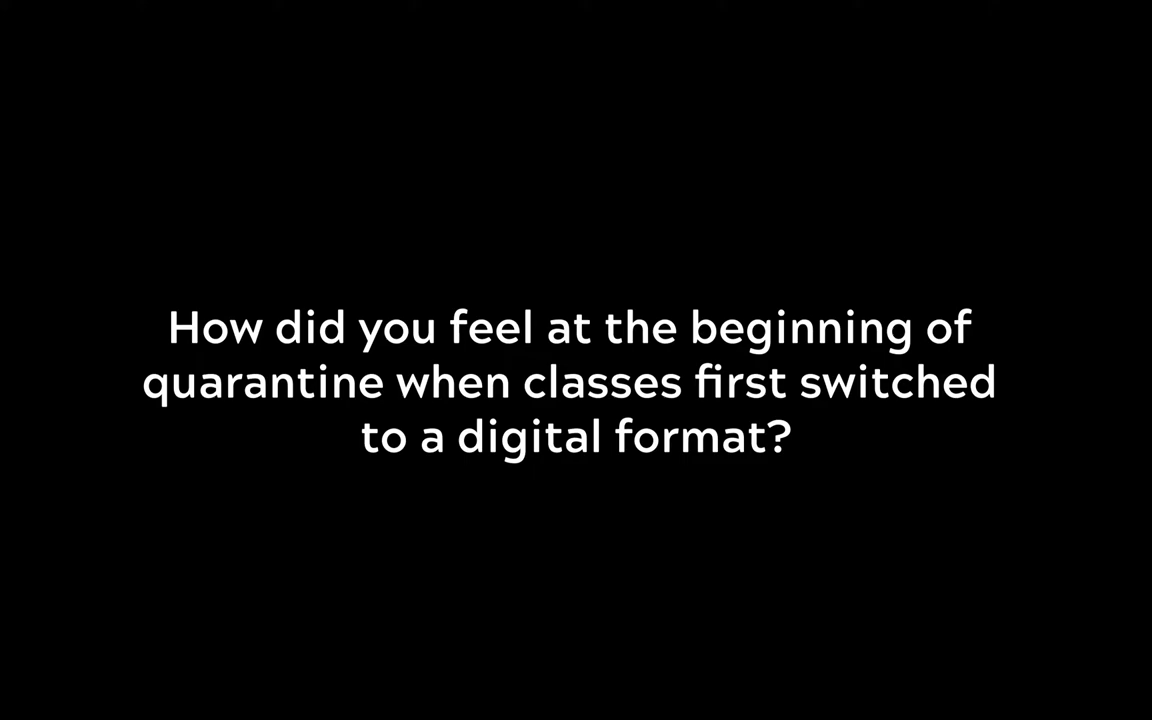 How did you feel at the beginning of
quarantine when classes first switched
to a digital format?